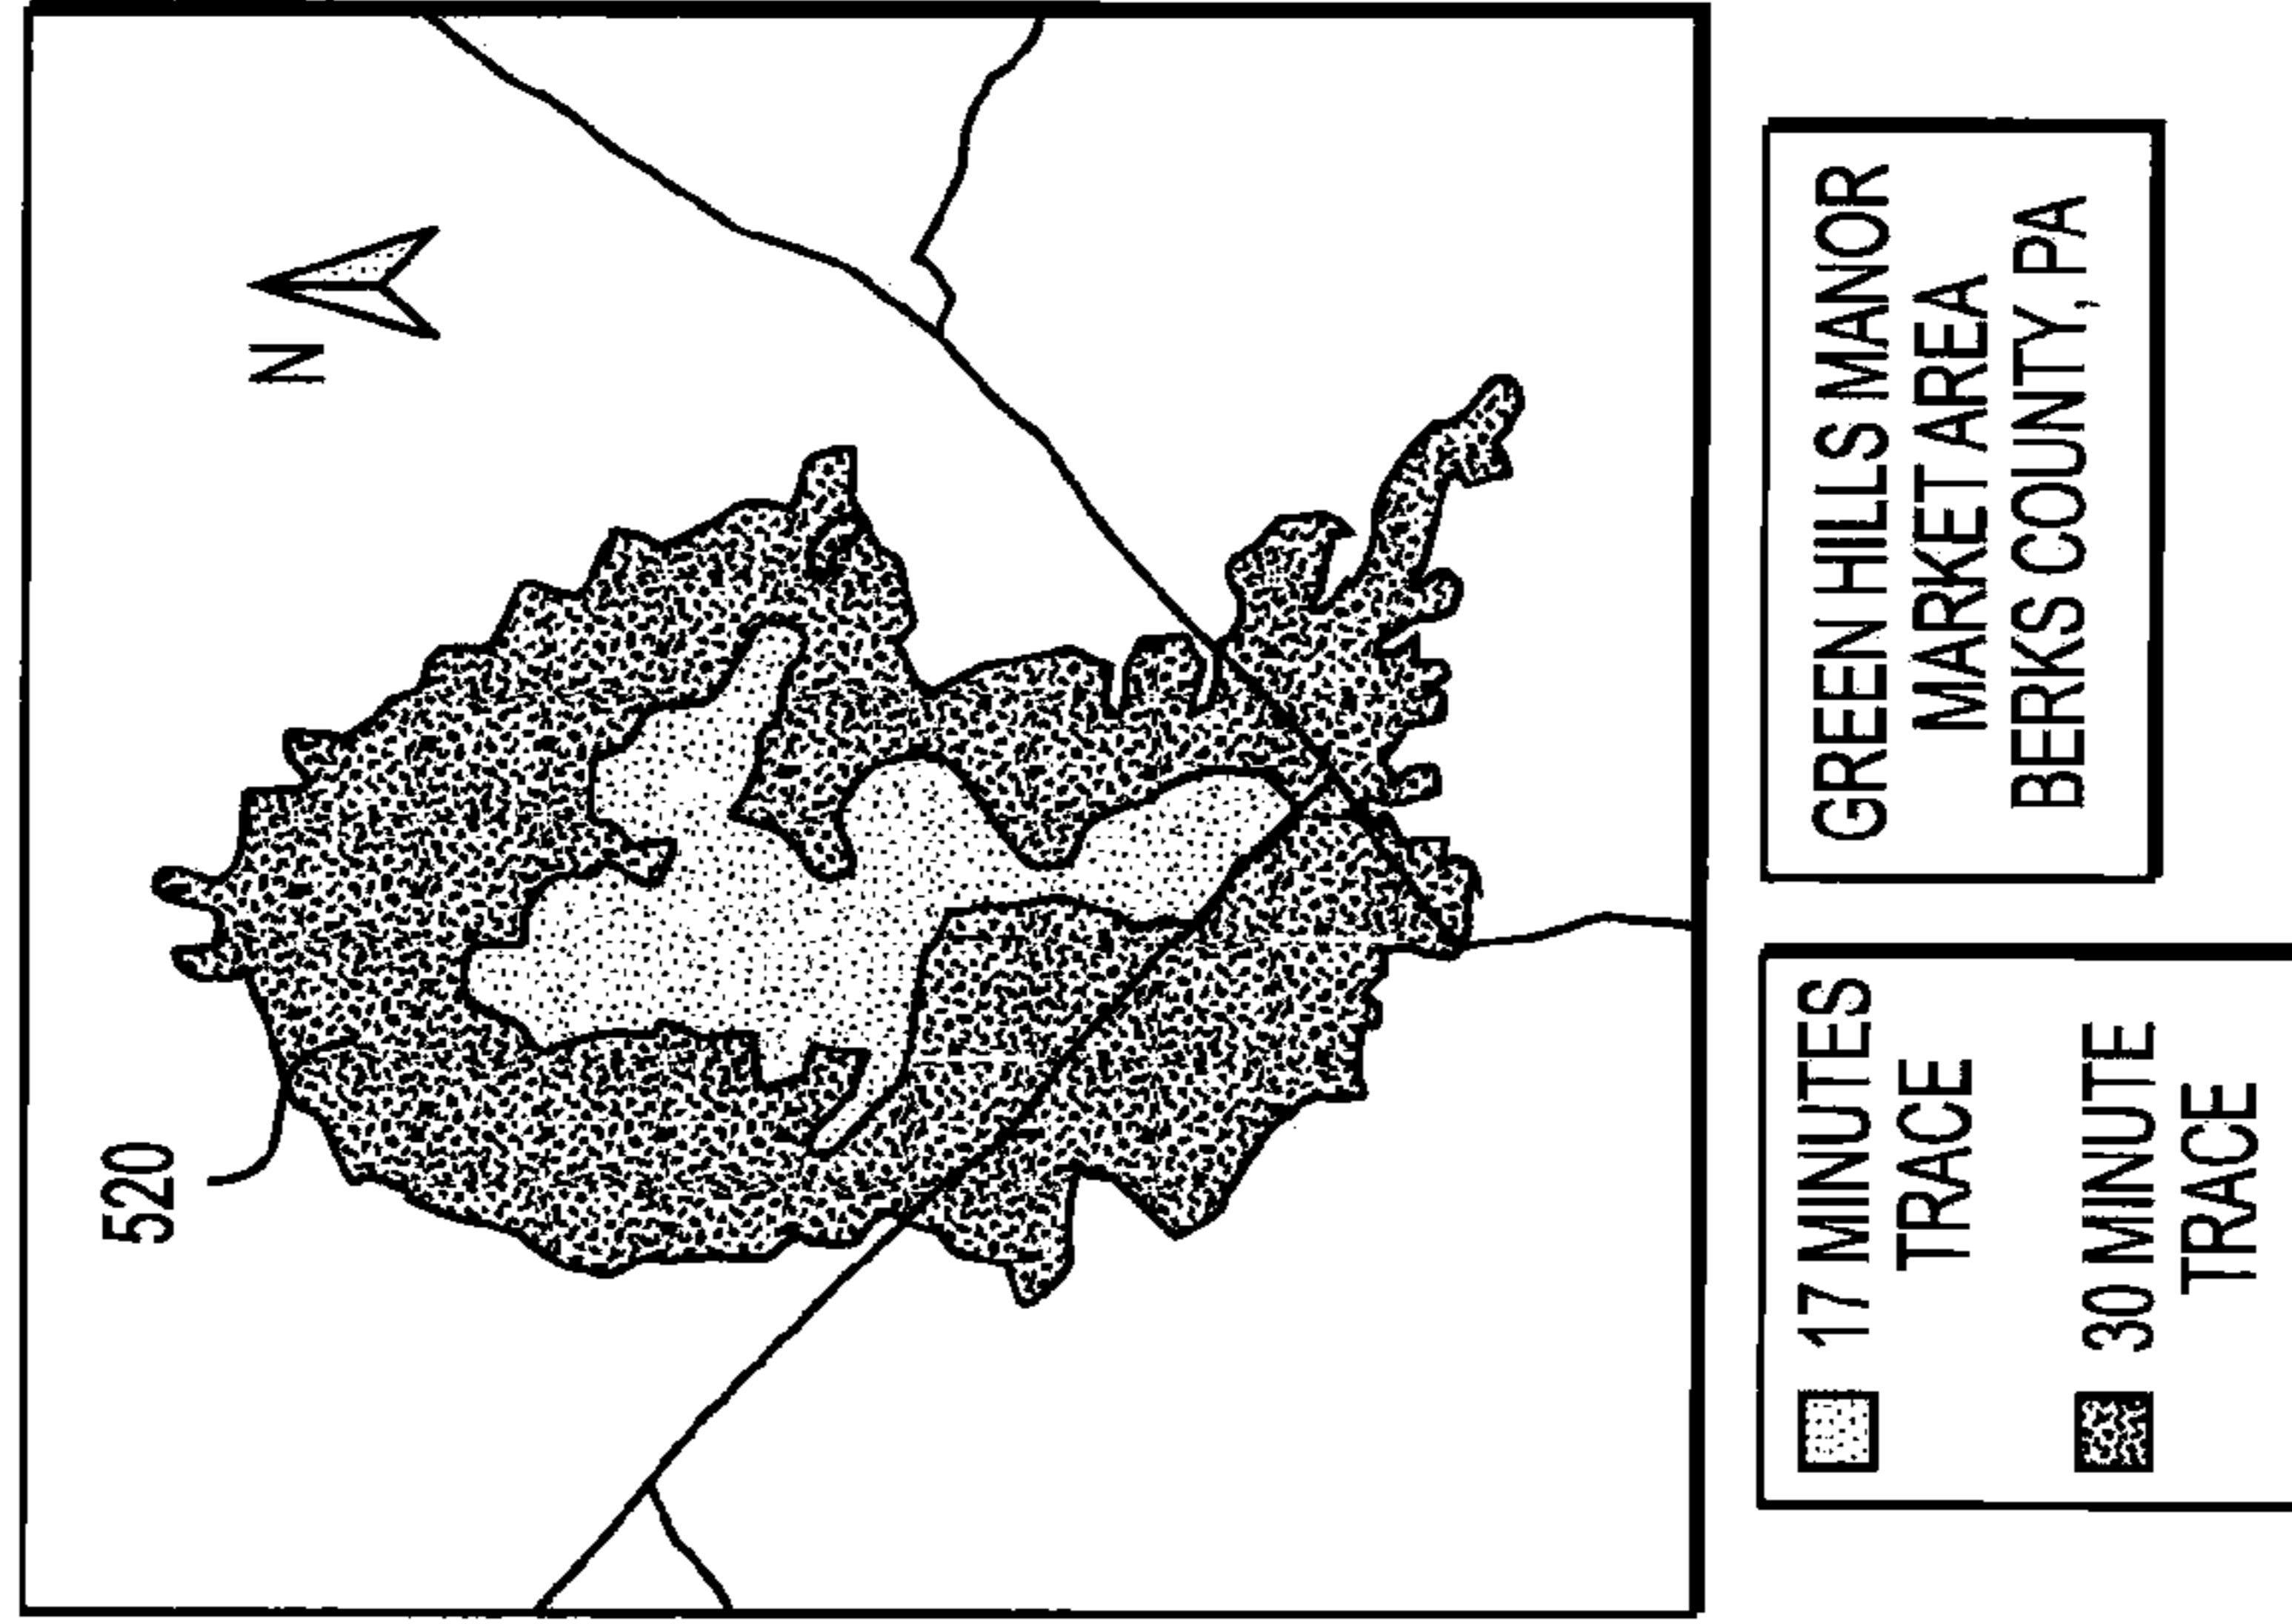 520
N
17 MINUTES
TRACE
30 MINUTE
TRACE
GREEN HILLS MANOR
MARKET AREA
BERKS COUNTY, PA